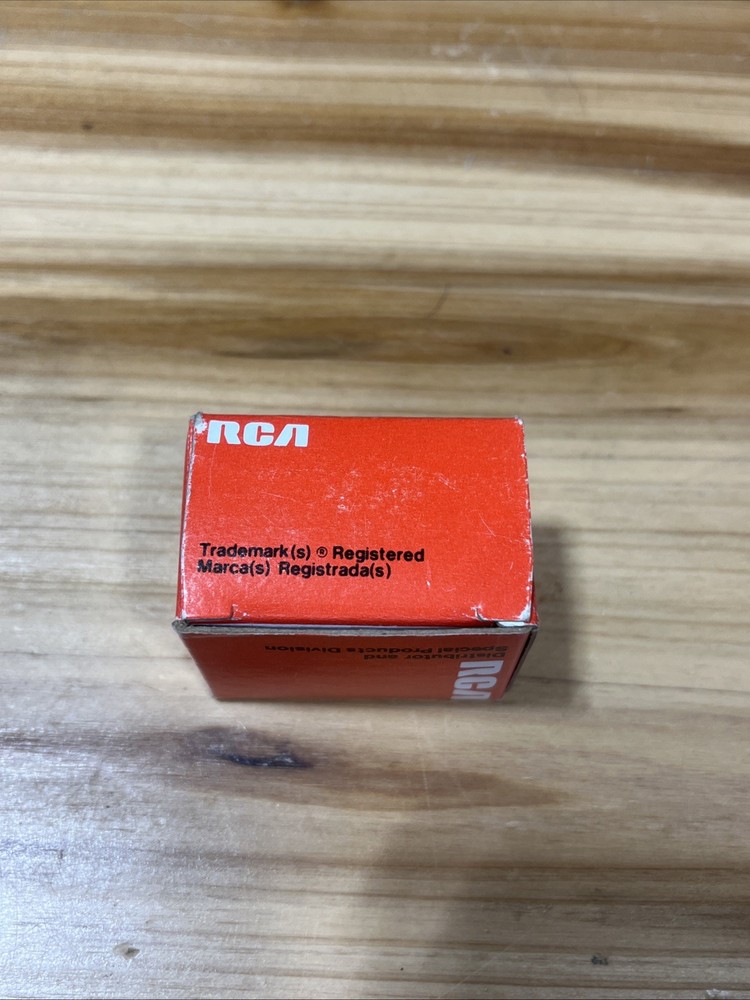 RCA
Trademark(s) ® Registered
Marca(s) Registrada(s)
RCA
Distributor and
Special Products Division